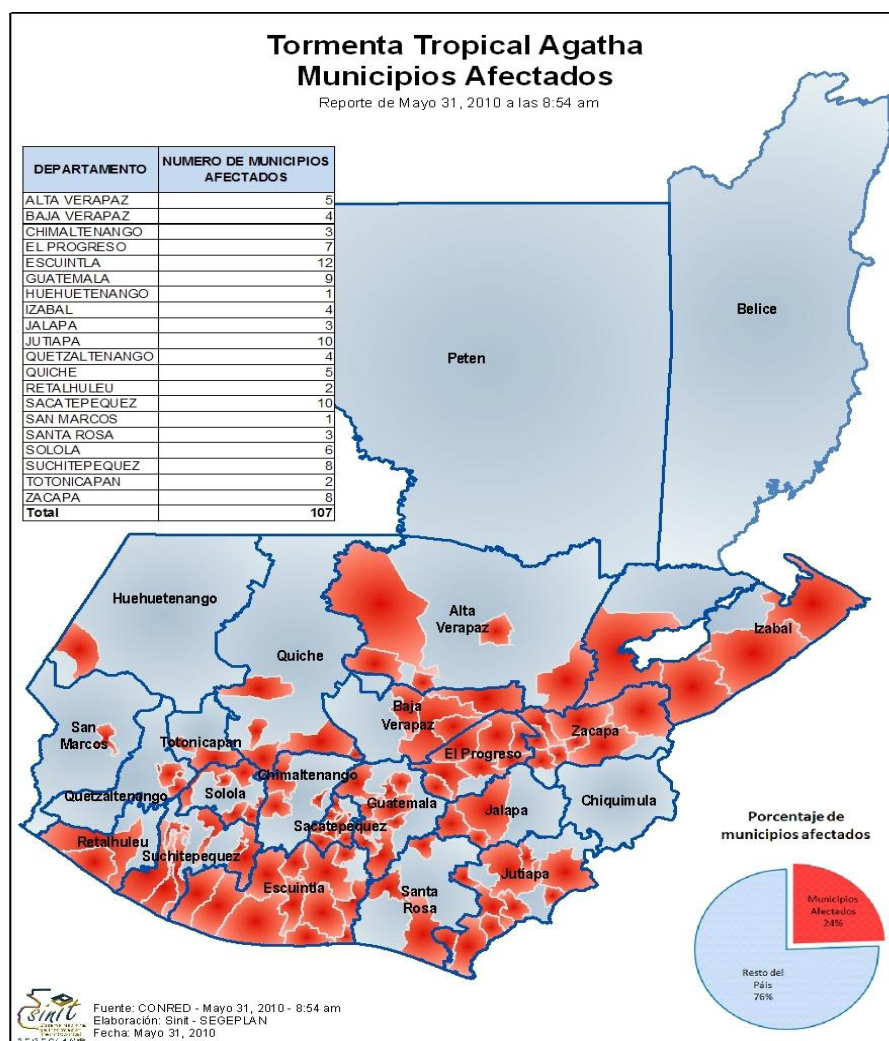 Tormenta Tropical Agatha
Municipios Afectados
Reporte de Mayo 31, 2010 a las 8:54 am
DEPARTAMENTO NUMERO DE MUNICIPIOS AFECTADOS
ALTA VERAPAZ 5
BAJA VERAPAZ 4
CHIMALTENANGO 3
EL PROGRESO 7
ESCUINTLA 12
GUATEMALA 9
HUEHUETENANGO 1
IZABAL 4
JALAPA 3
JUTIAPA 10
QUETZALTENANGO 4
QUICHE 5
RETALHULEU 2
SACATEPEQUEZ 10
SAN MARCOS 1
SANTA ROSA 3
SOLOLA 6
SUCHITEPEQUEZ 8
TOTONICAPAN 2
ZACAPA 8
Total 107
Belice
Peten
Huehuetenango
Alta
Verapaz
Izabal
Quiche
San
Marcos
Totonicapan
Baja
Verapaz
Zacapa
El Progreso
Chimaltenango
Quetzaltenango
Solola
Guatemala
Jalapa
Chiquimula
Sacatepequez
Retalhuleu
Suchitepequez
Escuintla
Santa
Rosa
Jutiapa
Porcentaje de
municipios afectados
Municipios
Afectados
24%
Resto del
Páis
76%
sinit
Fuente: CONRED - Mayo 31, 2010 - 8:54 am
Elaboración: Sinit - SEGEPLAN
Fecha: Mayo 31, 2010